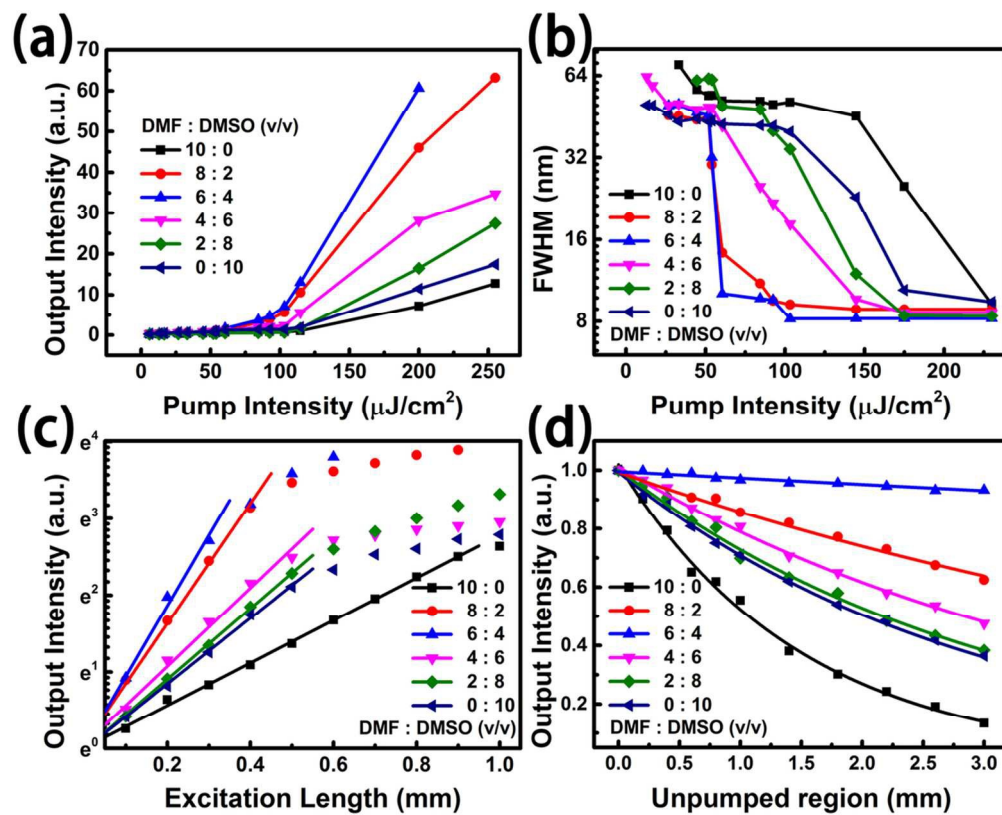 (a)
70
60
50
40
30
20
10
0
Output Intensity (a.u.)
DMF : DMSO (v/v)
10 : 0
8 : 2
6 : 4
4 : 6
2 : 8
0 : 10
0 50 100 150 200 250
Pump Intensity (μJ/cm²)
(b)
64
32
16
8
FWHM (nm)
10 : 0
8 : 2
6 : 4
4 : 6
2 : 8
0 : 10
DMF : DMSO (v/v)
0 50 100 150 200
Pump Intensity (μJ/cm²)
(c)
e⁴
e³
e²
e¹
e⁰
Output Intensity (a.u.)
10 : 0
8 : 2
6 : 4
4 : 6
2 : 8
0 : 10
DMF : DMSO (v/v)
0.2 0.4 0.6 0.8 1.0
Excitation Length (mm)
(d)
1.0
0.8
0.6
0.4
0.2
Output Intensity (a.u.)
10 : 0
8 : 2
6 : 4
4 : 6
2 : 8
0 : 10
DMF : DMSO (v/v)
0.0 0.5 1.0 1.5 2.0 2.5 3.0
Unpumped region (mm)